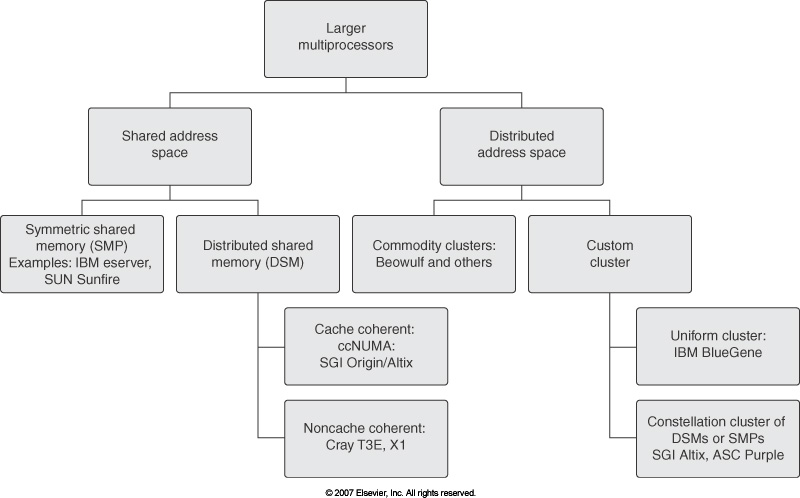 Larger
multiprocessors
Shared address
space
Distributed
address space
Symmetric shared
memory (SMP)
Examples: IBM eserver,
SUN Sunfire
Distributed shared
memory (DSM)
Commodity clusters:
Beowulf and others
Custom
cluster
Cache coherent:
ccNUMA:
SGI Origin/Altix
Noncache coherent:
Cray T3E, X1
Uniform cluster:
IBM BlueGene
Constellation cluster of
DSMs or SMPs
SGI Altix, ASC Purple
© 2007 Elsevier, Inc. All rights reserved.